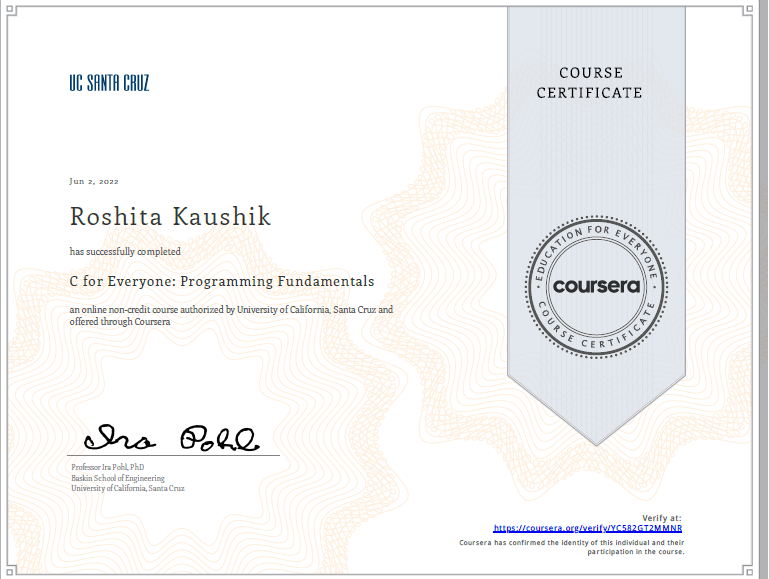 UC SANTA CRUZ
COURSE
CERTIFICATE
Jun 2, 2022
Roshita Kaushik
has successfully completed
C for Everyone: Programming Fundamentals
an online non-credit course authorized by University of California, Santa Cruz and
offered through Coursera
EDUCATION FOR EVERYONE
coursera
COURSE CERTIFICATE
Ira Pohl
Professor Ira Pohl, PhD
Baskin School of Engineering
University of California, Santa Cruz
Verify at:
https://coursera.org/verify/YC582GT2MMNR
Coursera has confirmed the identity of this individual and their
participation in the course.